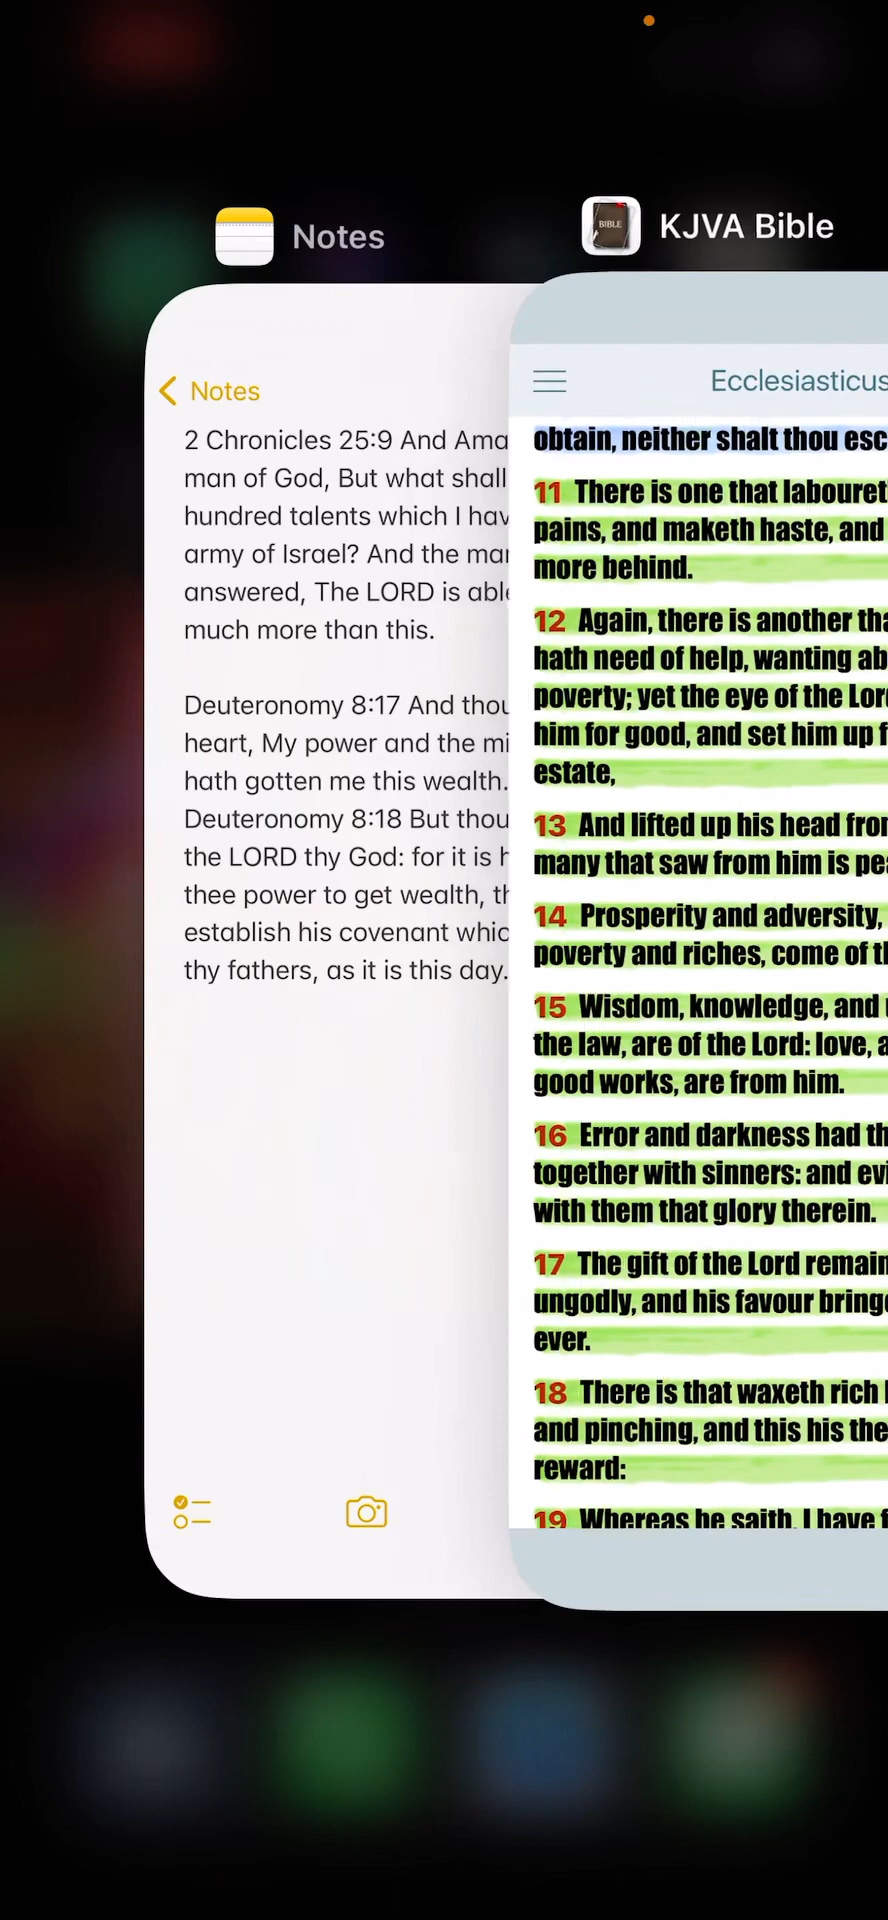 Notes
KJVA Bible
BIBLE
Notes
2 Chronicles 25:9 And Ama
man of God, But what shall
hundred talents which I hav
army of Israel? And the man
answered, The LORD is able
much more than this.
Deuteronomy 8:17 And thou
heart, My power and the mi
hath gotten me this wealth.
Deuteronomy 8:18 But thou
the LORD thy God: for it is h
thee power to get wealth, th
establish his covenant whic
thy fathers, as it is this day.
Ecclesiasticus
obtain, neither shalt thou esc
11 There is one that laboureth
pains, and maketh haste, and
more behind.
12 Again, there is another tha
hath need of help, wanting ab
poverty; yet the eye of the Lord
him for good, and set him up f
estate,
13 And lifted up his head from
many that saw from him is pea
14 Prosperity and adversity,
poverty and riches, come of th
15 Wisdom, knowledge, and u
the law, are of the Lord: love, a
good works, are from him.
16 Error and darkness had th
together with sinners: and evi
with them that glory therein.
17 The gift of the Lord remain
ungodly, and his favour bringe
ever.
18 There is that waxeth rich
and pinching, and this his the
reward:
19 Whereas he saith, I have f